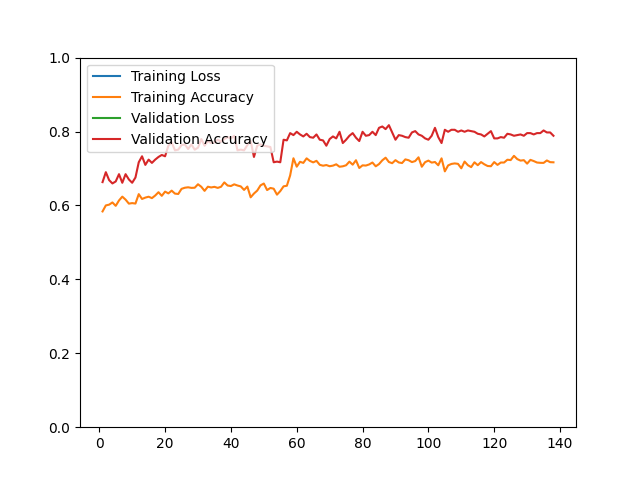 1.0
Training Loss
Training Accuracy
Validation Loss
Validation Accuracy
0.8
0.6
0.4
0.2
0.0
0 20 40 60 80 100 120 140